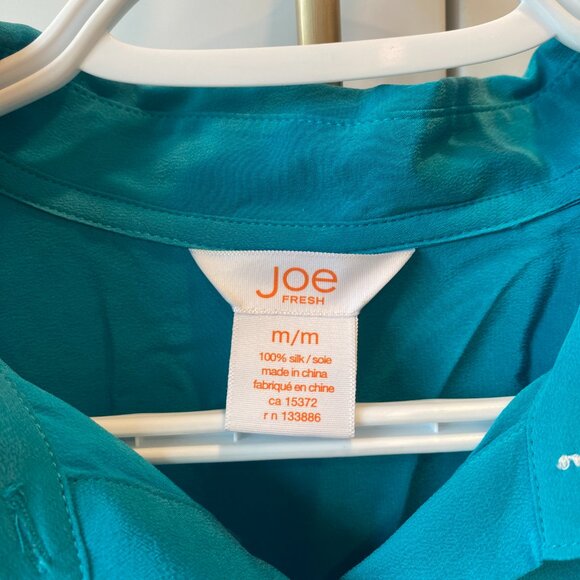 Joe
FRESH
m/m
100% silk / soie
made in china
fabriqué en chine
ca 15372
r n 133886